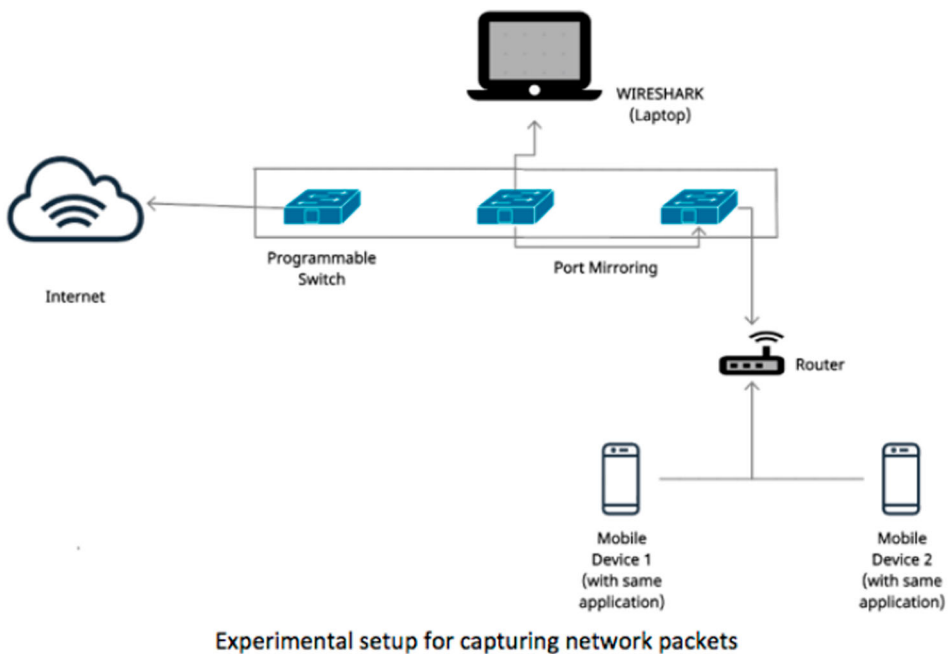 WIRESHARK
(Laptop)
Programmable
Switch
Port Mirroring
Internet
Router
Mobile
Device 1
(with same
application)
Mobile
Device 2
(with same
application)
Experimental setup for capturing network packets